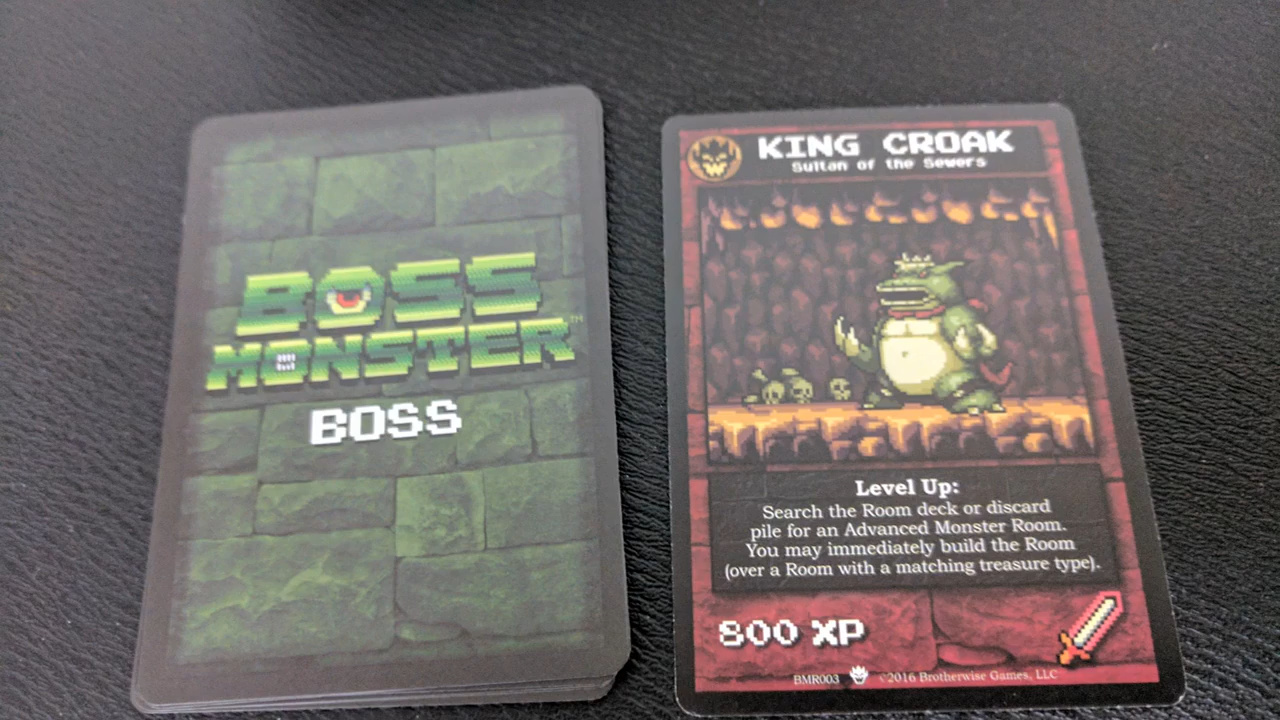 BOSS
MONSTER™
BOSS
KING CROAK
Sultan of the Sewers
Level Up:
Search the Room deck or discard
pile for an Advanced Monster Room.
You may immediately build the Room
(over a Room with a matching treasure type).
800 XP
BMR003 ©2016 Brotherwise Games, LLC